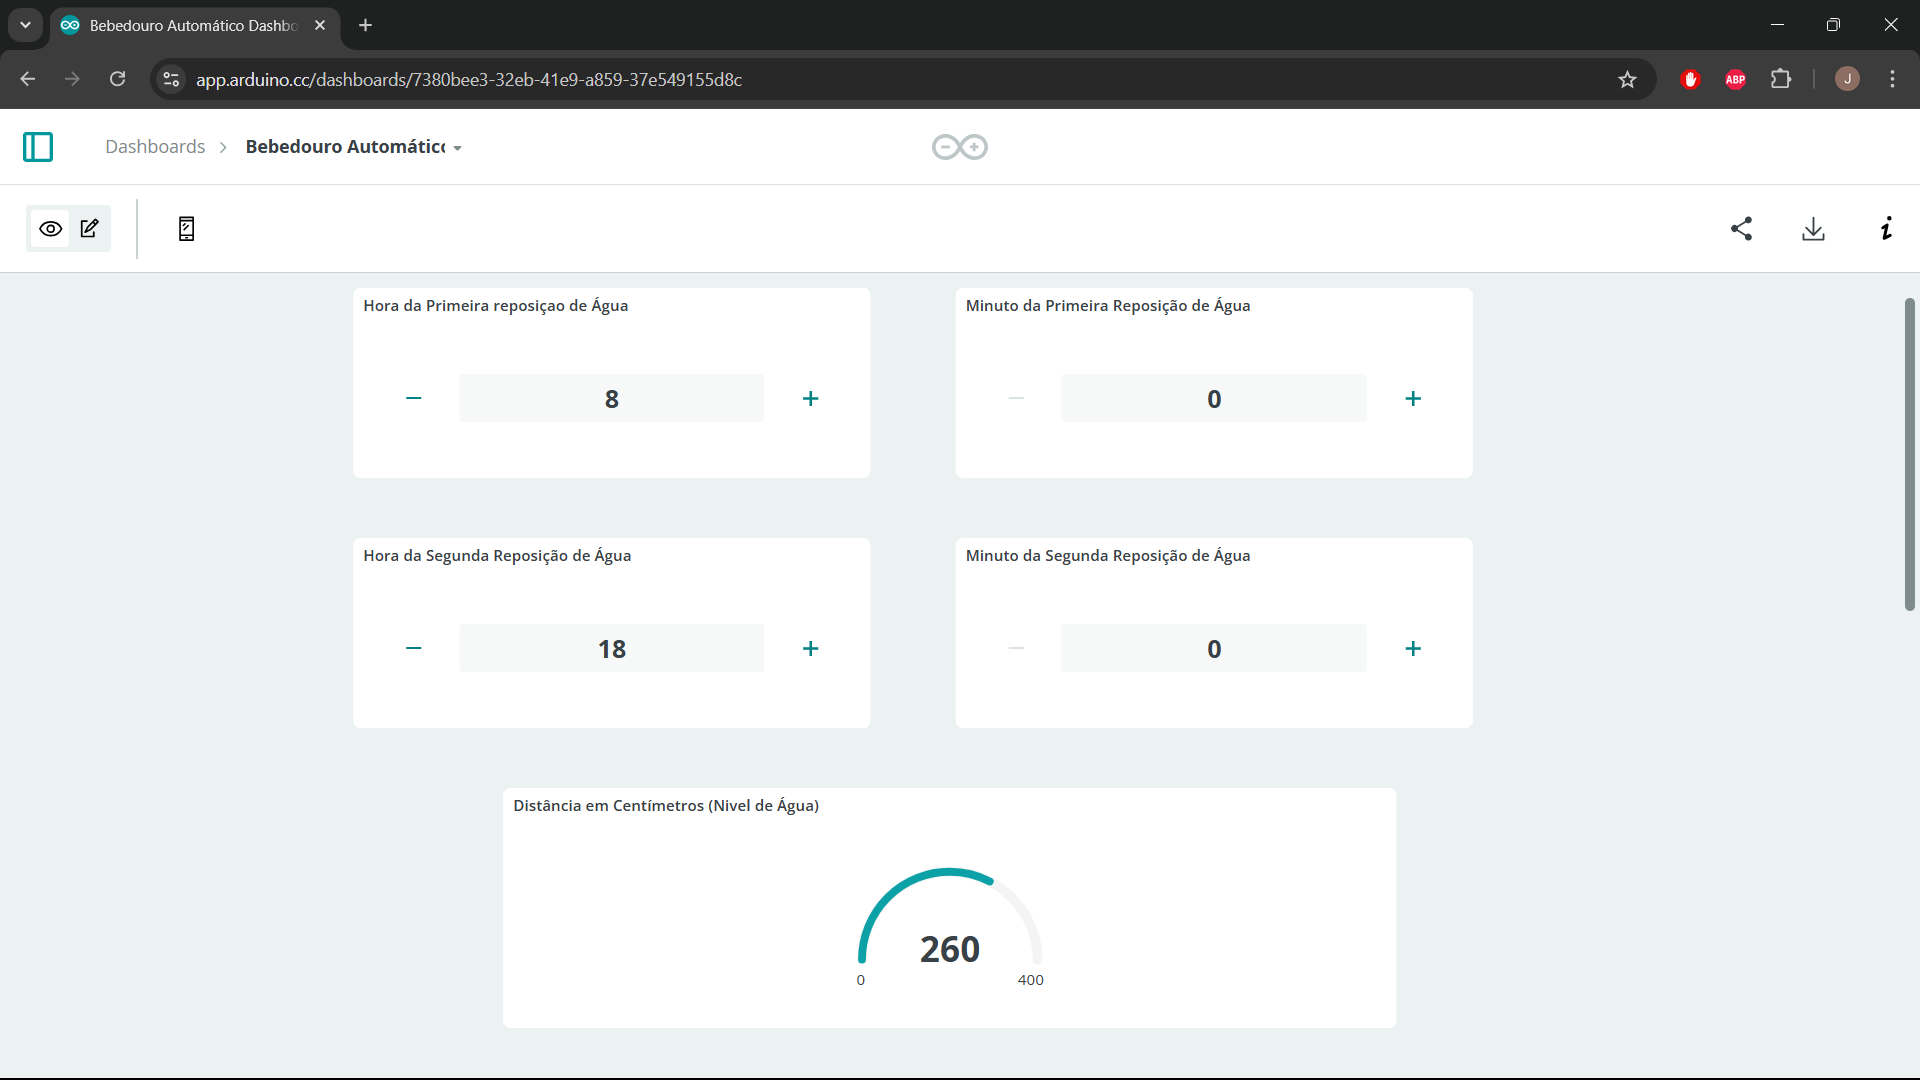 Bebedouro Automático Dashbo
app.arduino.cc/dashboards/7380bee3-32eb-41e9-a859-37e549155d8c
ABP
J
Dashboards > Bebedouro Automático
Hora da Primeira reposiçao de Água
Minuto da Primeira Reposição de Água
8
0
Hora da Segunda Reposição de Água
Minuto da Segunda Reposição de Água
18
0
Distância em Centímetros (Nivel de Água)
260
0
400